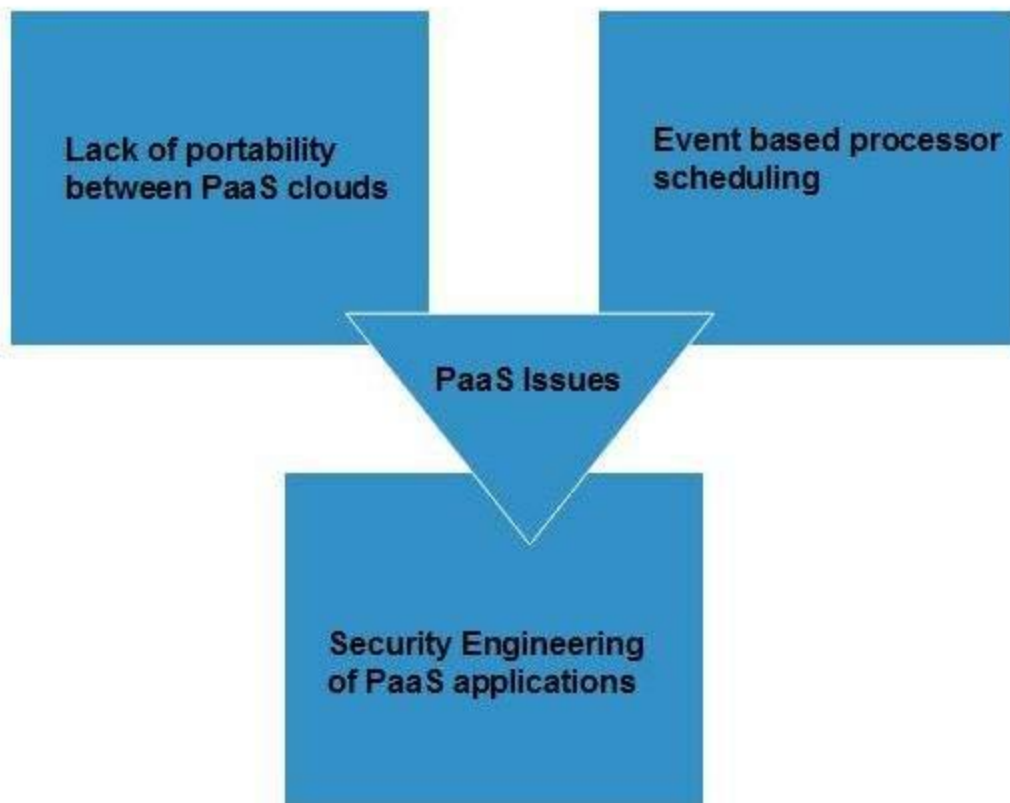 Lack of portability
between PaaS clouds
Event based processor
scheduling
PaaS Issues
Security Engineering
of PaaS applications